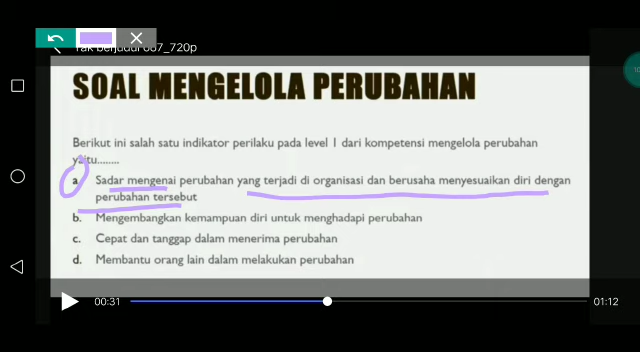 Tak berjudul 687_720p
SOAL MENGELOLA PERUBAHAN
Berikut ini salah satu indikator perilaku pada level 1 dari kompetensi mengelola perubahan
yaitu........
a. Sadar mengenai perubahan yang terjadi di organisasi dan berusaha menyesuaikan diri dengan
perubahan tersebut
b. Mengembangkan kemampuan diri untuk menghadapi perubahan
c. Cepat dan tanggap dalam menerima perubahan
d. Membantu orang lain dalam melakukan perubahan
00:31 01:12